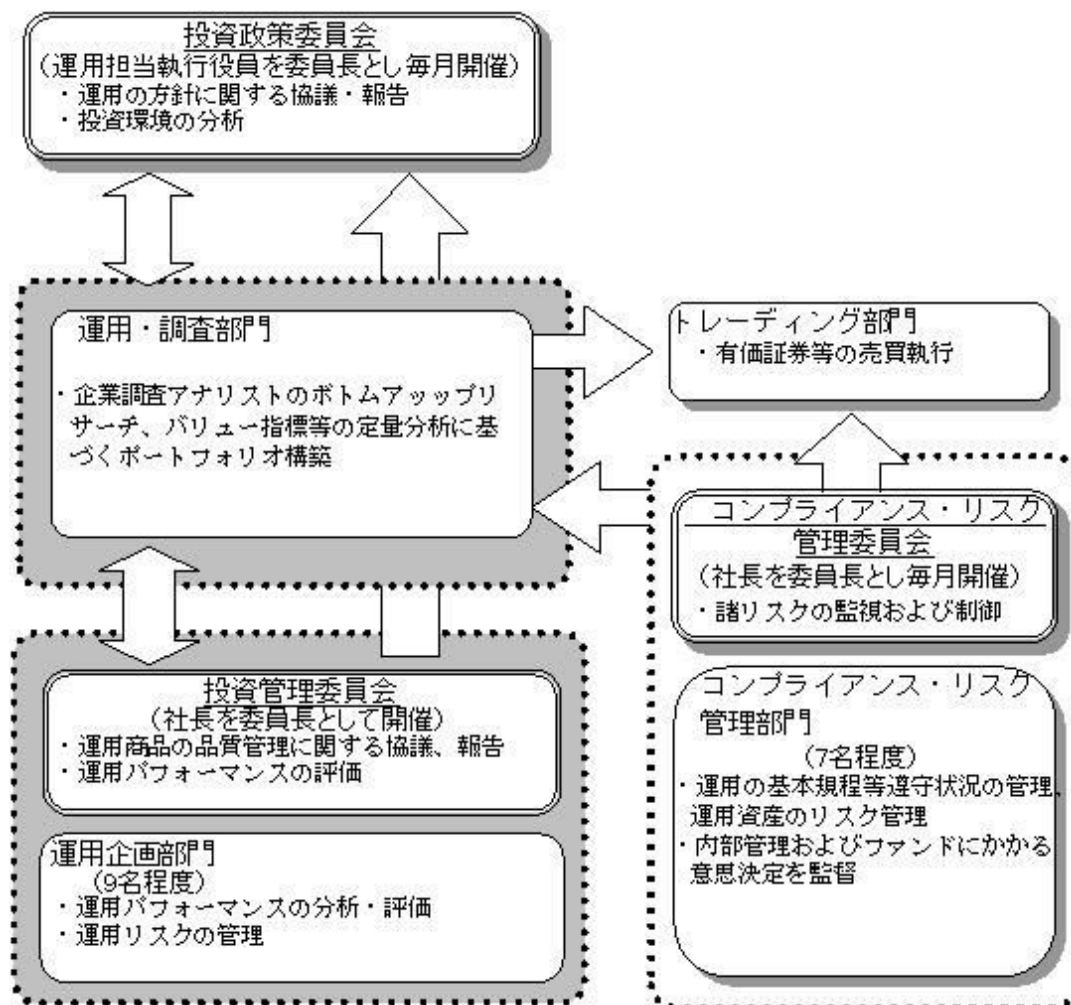 投資政策委員会
(運用担当執行役員を委員長とし毎月開催)
・運用の方針に関する協議・報告
・投資環境の分析
運用・調査部門
・企業調査アナリストのボトムアッップリ
サーチ、バリュー指標等の定量分析に基
づくポートフォリオ構築
トレーディング部門
・有価証券等の売買執行
コンプライアンス・リスク
管理委員会
(社長を委員長とし毎月開催)
・諸リスクの監視および制御
コンプライアンス・リスク
管理部門
(7名程度)
・運用の基本規程等遵守状況の管理、
運用資産のリスク管理
・内部管理およびファンドにかかる
意思決定を監督
投資管理委員会
(社長を委員長として開催)
・運用商品の品質管理に関する協議、報告
・運用パフォーマンスの評価
運用企画部門
(9名程度)
・運用パフォーマンスの分析・評価
・運用リスクの管理